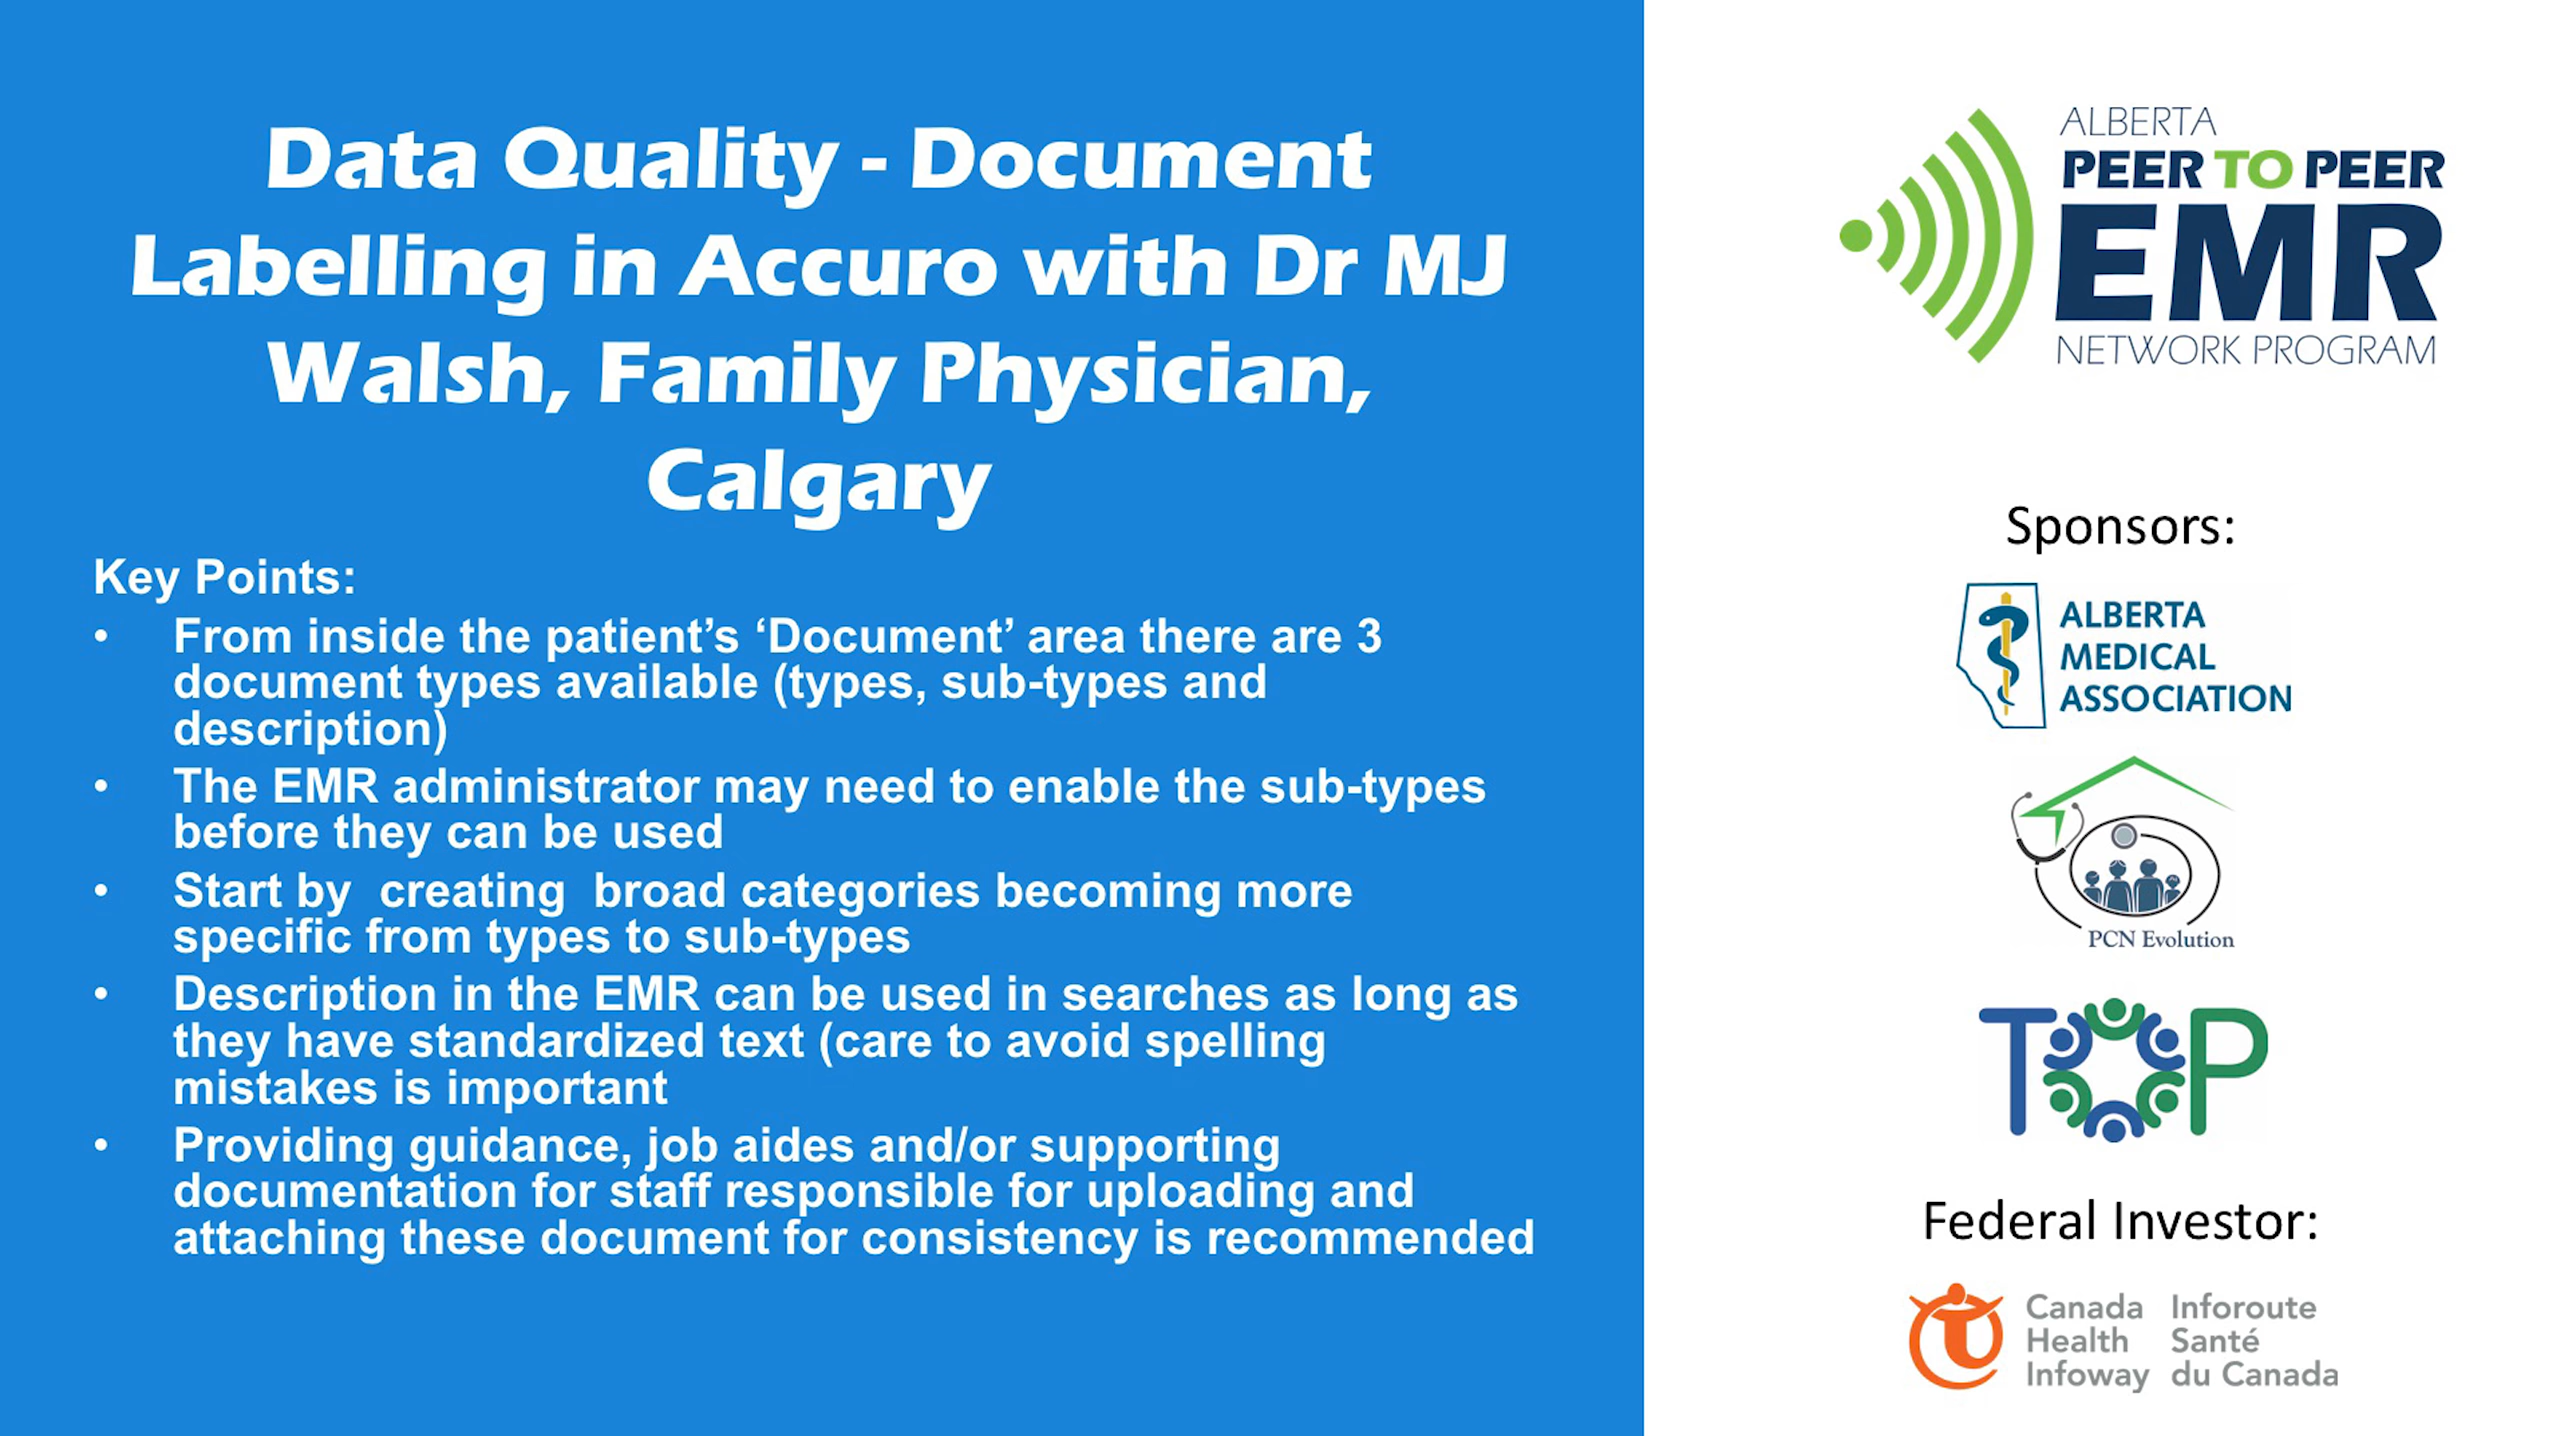 Data Quality - Document
Labelling in Accuro with Dr MJ
Walsh, Family Physician,
Calgary
Key Points:
• From inside the patient’s ‘Document’ area there are 3
document types available (types, sub-types and
description)
• The EMR administrator may need to enable the sub-types
before they can be used
• Start by  creating  broad categories becoming more
specific from types to sub-types
• Description in the EMR can be used in searches as long as
they have standardized text (care to avoid spelling
mistakes is important
• Providing guidance, job aides and/or supporting
documentation for staff responsible for uploading and
attaching these document for consistency is recommended
ALBERTA
PEER TO PEER
EMR
NETWORK PROGRAM
Sponsors:
ALBERTA
MEDICAL
ASSOCIATION
PCN Evolution
TOP
Federal Investor:
Canada Inforoute
Health Santé
Infoway du Canada